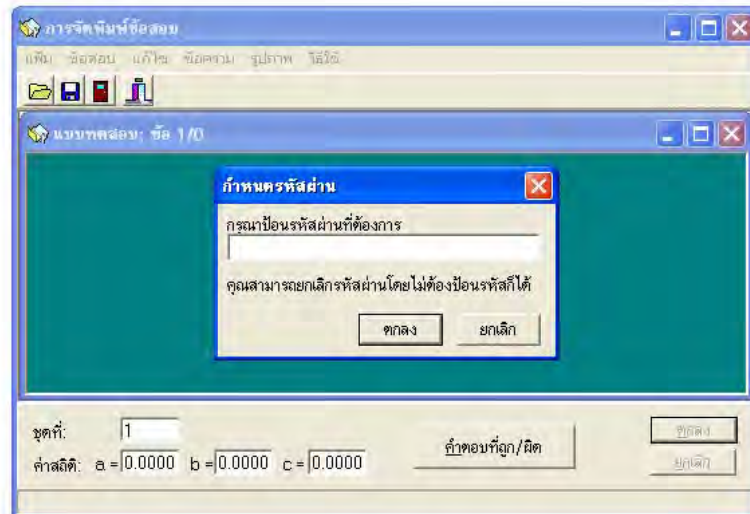 การจัดพิมพ์ข้อสอบ
แฟ้ม ข้อสอบ แก้ไข ข้อความ รูปภาพ วิธีใช้
แบบทดสอบ: ข้อ 1/0
กำหนดรหัสผ่าน
กรุณาป้อนรหัสผ่านที่ต้องการ
คุณสามารถยกเลิกรหัสผ่านโดยไม่ต้องป้อนรหัสก็ได้
ตกลง ยกเลิก
ชุดที่: 1
คำตอบที่ถูก/ผิด
ตกลง
ค่าสถิติ: a = 0.0000 b = 0.0000 c = 0.0000
ยกเลิก